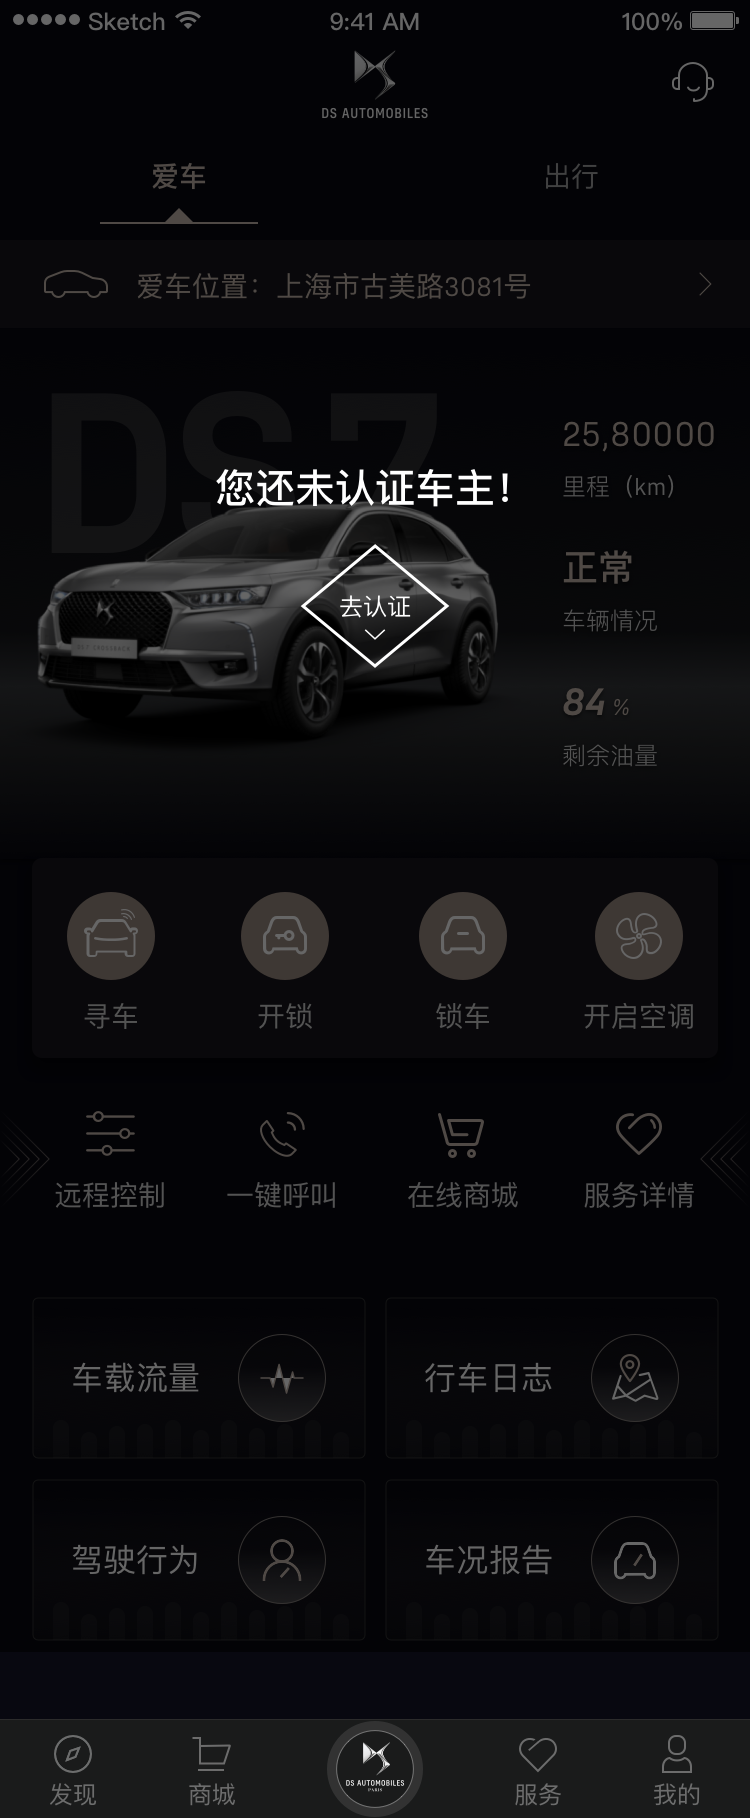 Sketch 9:41 AM 100%
DS AUTOMOBILES
爱车 出行
爱车位置：上海市古美路3081号
DS 7
25,80000
里程（km）
您还未认证车主！
正常
车辆情况
去认证
84 %
剩余油量
寻车 开锁 锁车 开启空调
远程控制 一键呼叫 在线商城 服务详情
车载流量 行车日志
驾驶行为 车况报告
DS AUTOMOBILES
PARIS
发现 商城 服务 我的